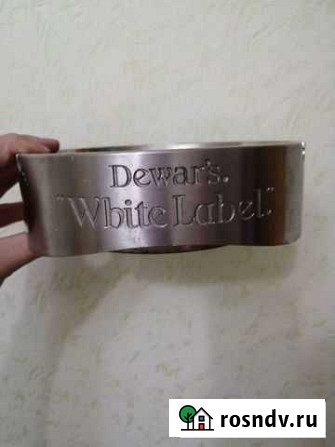 Dewar's.
"White Label."
rosndv.ru